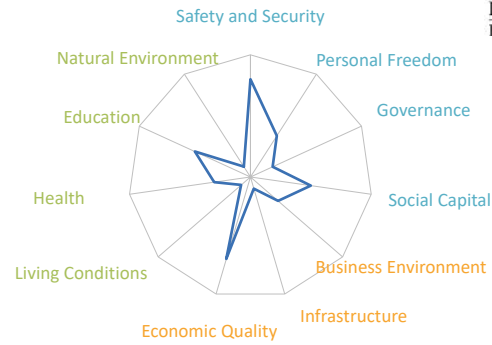 Safety and Security
Natural Environment
Personal Freedom
Education
Governance
Health
Social Capital
Living Conditions
Business Environment
Economic Quality
Infrastructure